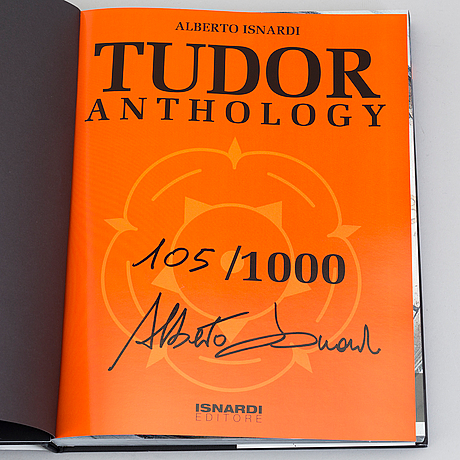 ALBERTO ISNARDI
TUDOR
ANTHOLOGY
105/1000
Alberto Isnardi
ISNARDI
EDITORE